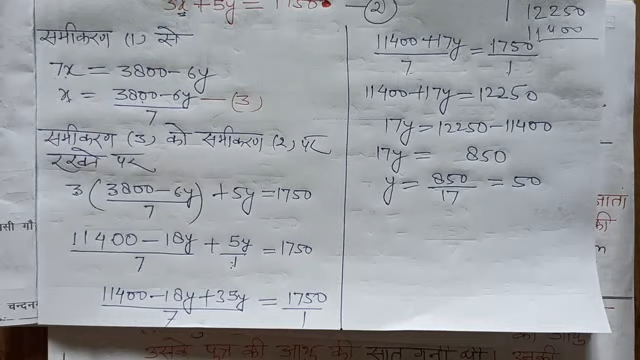 3x+5y = 1750 — (2)
समीकरण (1) से
7x = 3800-6y
x = 3800-6y/7 — (3)
समीकरण (3) को समीकरण (2) पर
रखने पर
3(3800-6y/7) + 5y = 1750
11400-18y/7 + 5y/1 = 1750
11400-18y+35y/7 = 1750/1
12250
11400
11400+17y/7 = 1750/1
11400+17y = 12250
17y = 12250-11400
17y = 850
y = 850/17 = 50
जाता
की
चन्दन